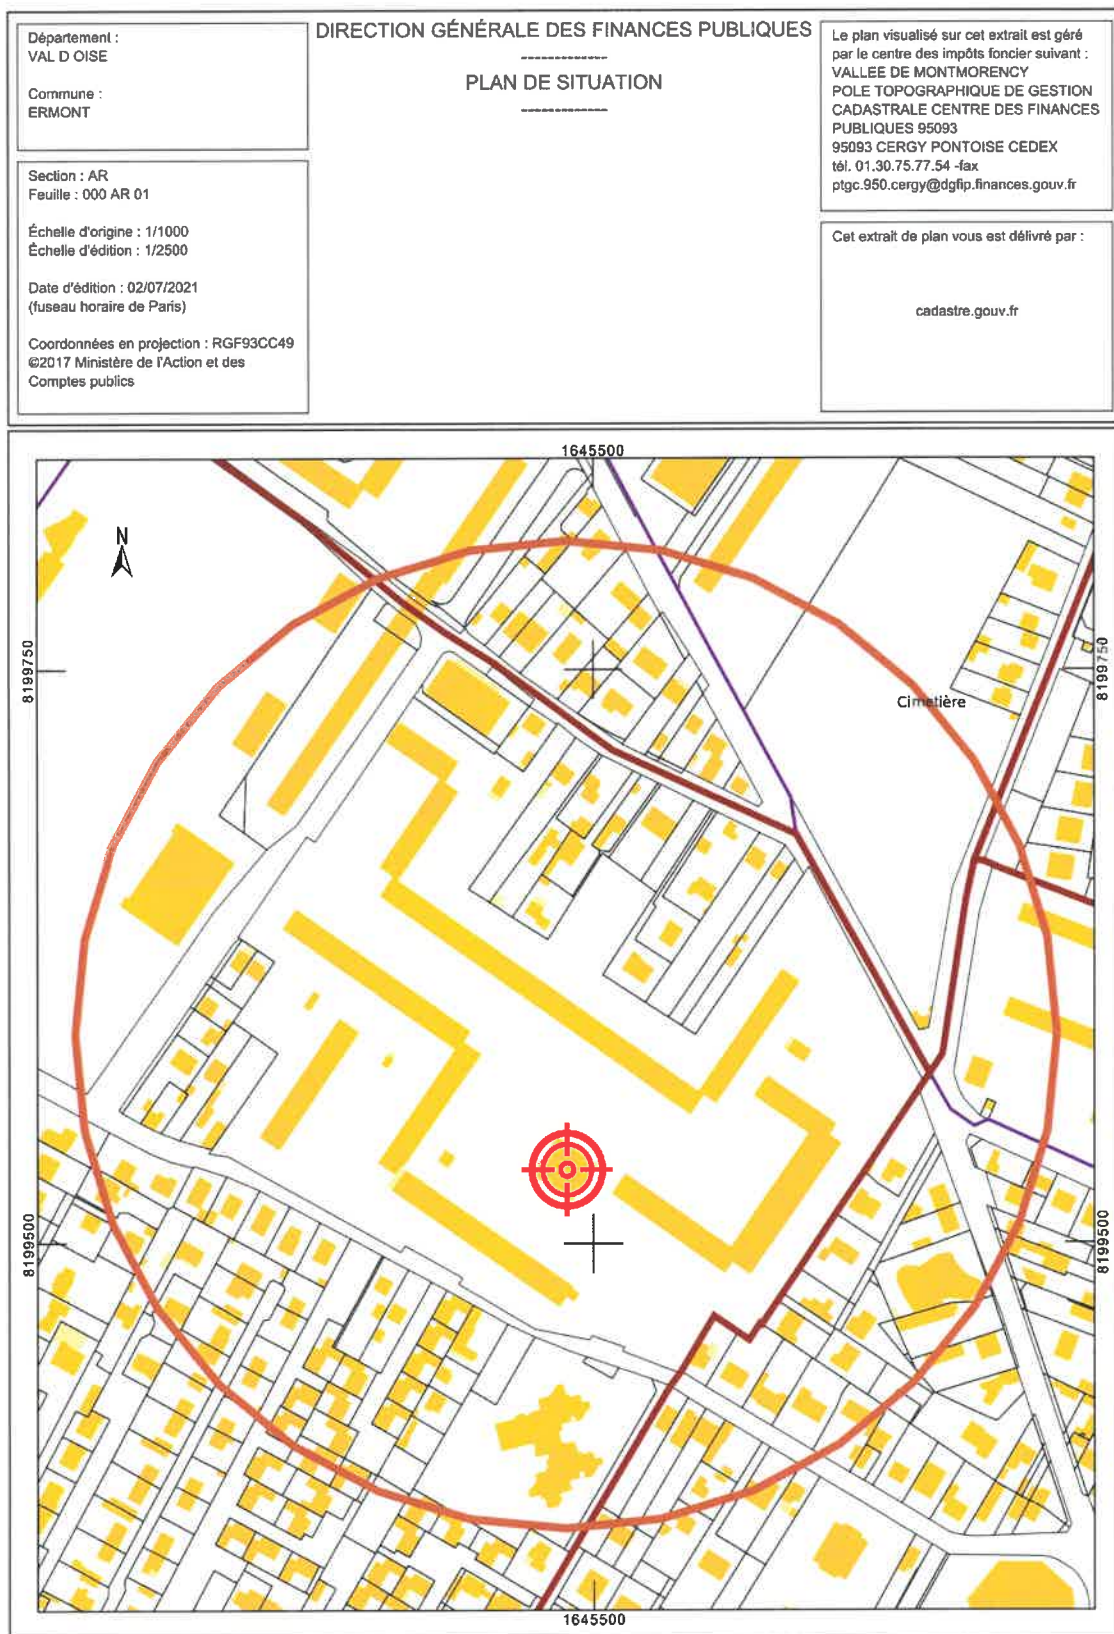 Département :
VAL D OISE
Commune :
ERMONT
Section : AR
Feuille : 000 AR 01
Échelle d'origine : 1/1000
Échelle d'édition : 1/2500
Date d'édition : 02/07/2021
(fuseau horaire de Paris)
Coordonnées en projection : RGF93CC49
©2017 Ministère de l'Action et des
Comptes publics
DIRECTION GÉNÉRALE DES FINANCES PUBLIQUES
PLAN DE SITUATION
Le plan visualisé sur cet extrait est géré
par le centre des impôts foncier suivant :
VALLEE DE MONTMORENCY
POLE TOPOGRAPHIQUE DE GESTION
CADASTRALE CENTRE DES FINANCES
PUBLIQUES 95093
95093 CERGY PONTOISE CEDEX
tél. 01.30.75.77.54 -fax
ptgc.950.cergy@dgfip.finances.gouv.fr
Cet extrait de plan vous est délivré par :
cadastre.gouv.fr
1645500
N
8199750
8199750
Cimetière
8199500
8199500
1645500